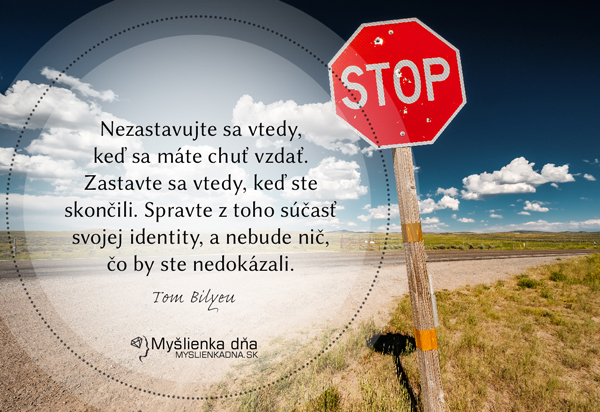 STOP
Nezastavujte sa vtedy,
keď sa máte chuť vzdať.
Zastavte sa vtedy, keď ste
skončili. Spravte z toho súčasť
svojej identity, a nebude nič,
čo by ste nedokázali.
Tom Bilyeu
Myšlienka dňa
MYSLIENKADNA.SK